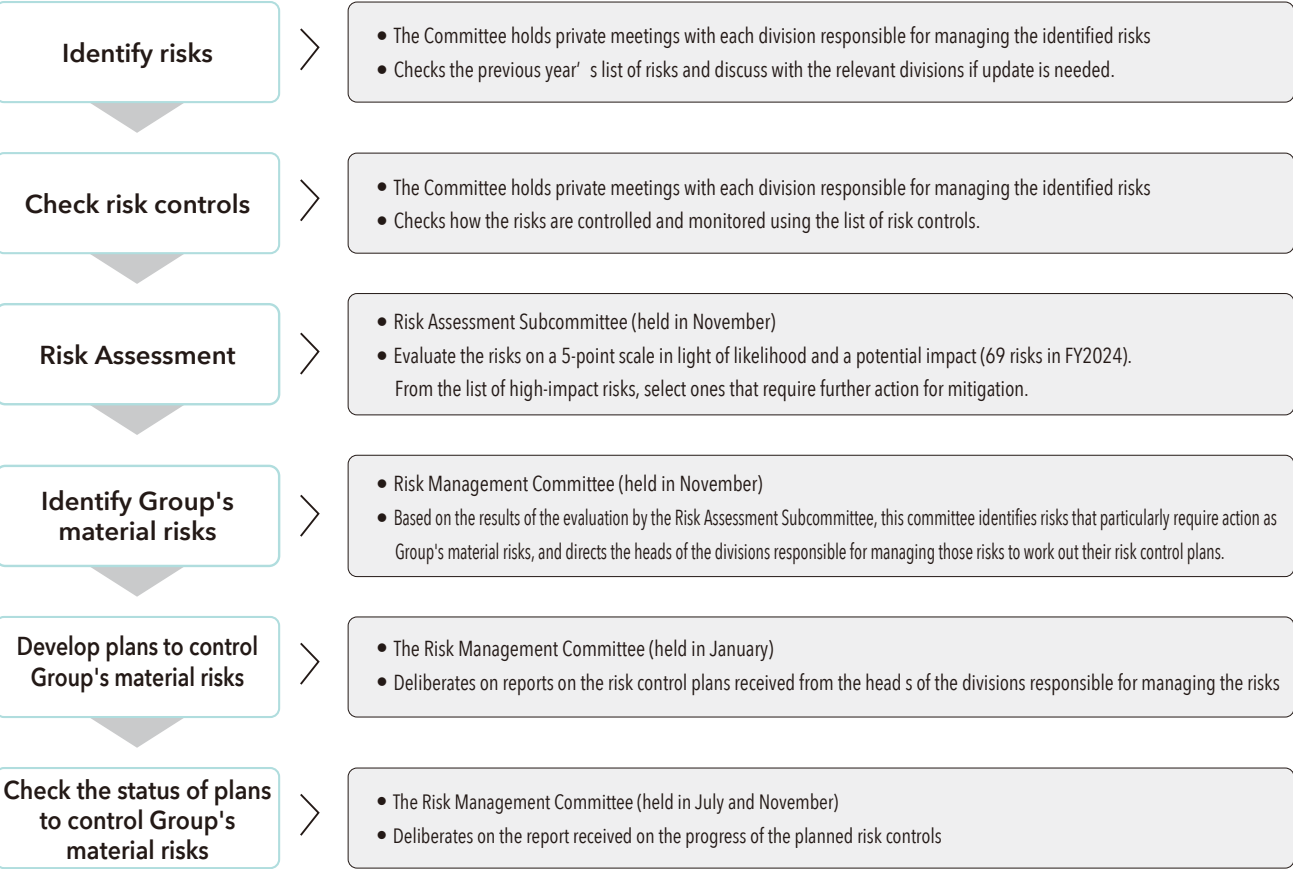 Identify risks
• The Committee holds private meetings with each division responsible for managing the identified risks
• Checks the previous year’ s list of risks and discuss with the relevant divisions if update is needed.
Check risk controls
• The Committee holds private meetings with each division responsible for managing the identified risks
• Checks how the risks are controlled and monitored using the list of risk controls.
Risk Assessment
• Risk Assessment Subcommittee (held in November)
• Evaluate the risks on a 5-point scale in light of likelihood and a potential impact (69 risks in FY2024).
From the list of high-impact risks, select ones that require further action for mitigation.
Identify Group's
material risks
• Risk Management Committee (held in November)
• Based on the results of the evaluation by the Risk Assessment Subcommittee, this committee identifies risks that particularly require action as
Group's material risks, and directs the heads of the divisions responsible for managing those risks to work out their risk control plans.
Develop plans to control
Group's material risks
• The Risk Management Committee (held in January)
• Deliberates on reports on the risk control plans received from the head s of the divisions responsible for managing the risks
Check the status of plans
to control Group's
material risks
• The Risk Management Committee (held in July and November)
• Deliberates on the report received on the progress of the planned risk controls